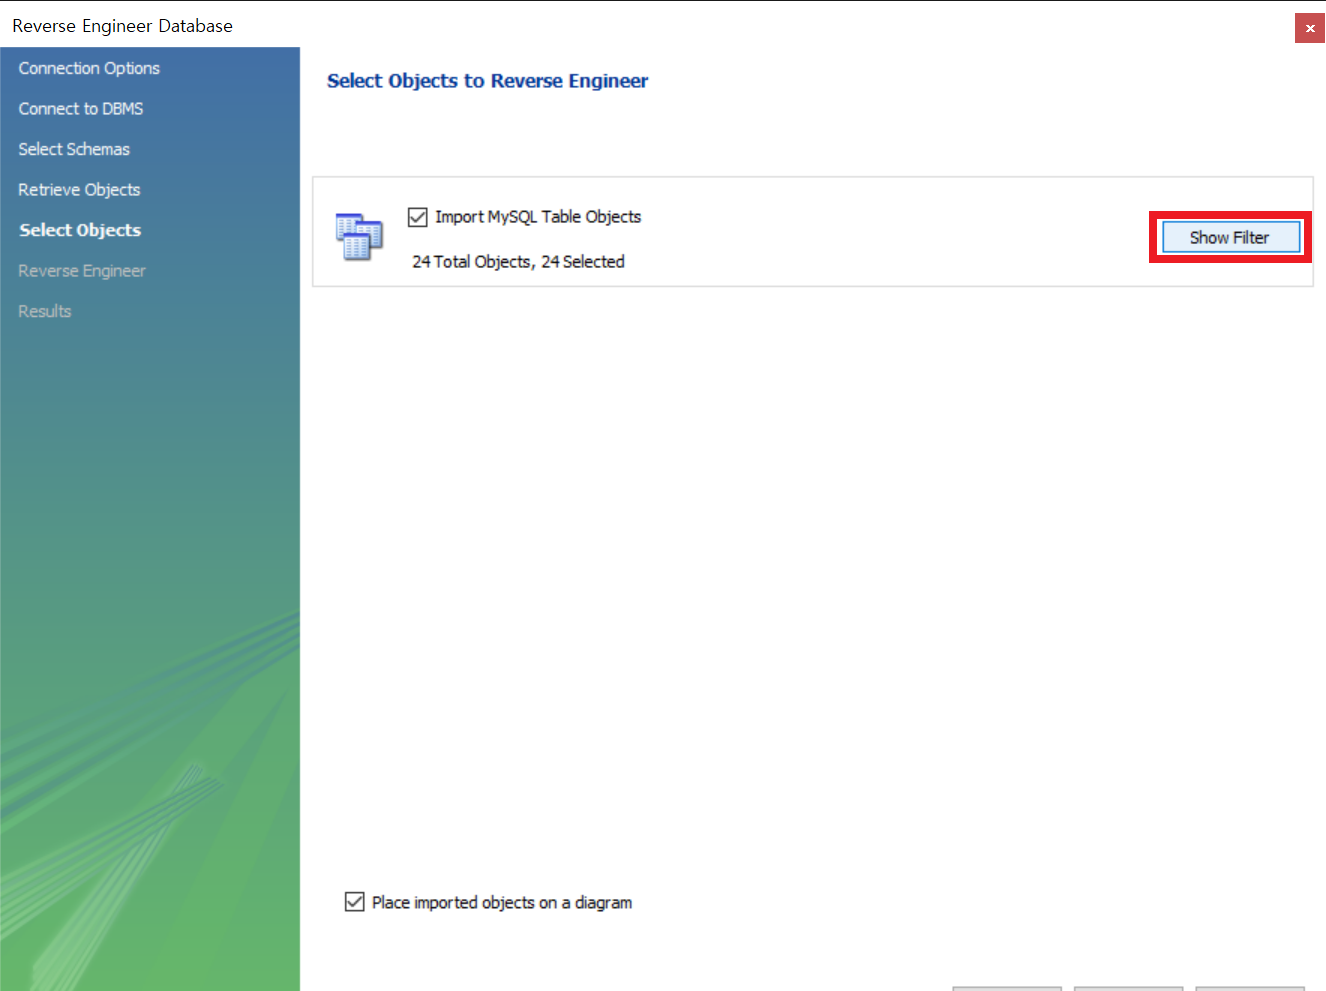 Reverse Engineer Database
Connection Options
Connect to DBMS
Select Schemas
Retrieve Objects
Select Objects
Reverse Engineer
Results
Select Objects to Reverse Engineer
Import MySQL Table Objects
24 Total Objects, 24 Selected
Show Filter
Place imported objects on a diagram